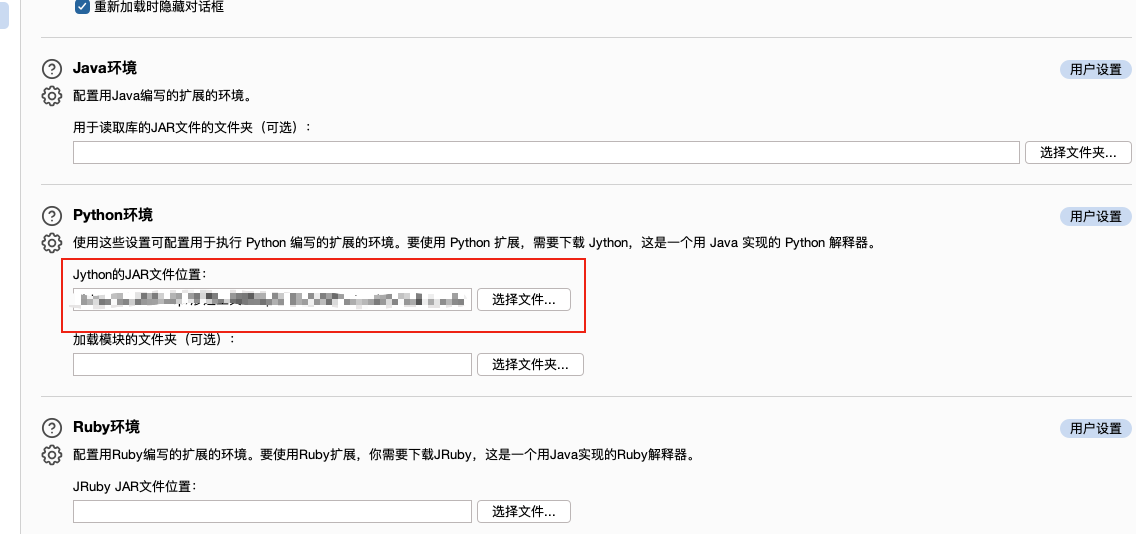 重新加载时隐藏对话框
Java环境
用户设置
配置用Java编写的扩展的环境。
用于读取库的JAR文件的文件夹（可选）：
选择文件夹...
Python环境
用户设置
使用这些设置可配置用于执行 Python 编写的扩展的环境。要使用 Python 扩展，需要下载 Jython，这是一个用 Java 实现的 Python 解释器。
Jython的JAR文件位置：
选择文件...
加载模块的文件夹（可选）：
选择文件夹...
Ruby环境
用户设置
配置用Ruby编写的扩展的环境。要使用Ruby扩展，你需要下载JRuby，这是一个用Java实现的Ruby解释器。
JRuby JAR文件位置：
选择文件...